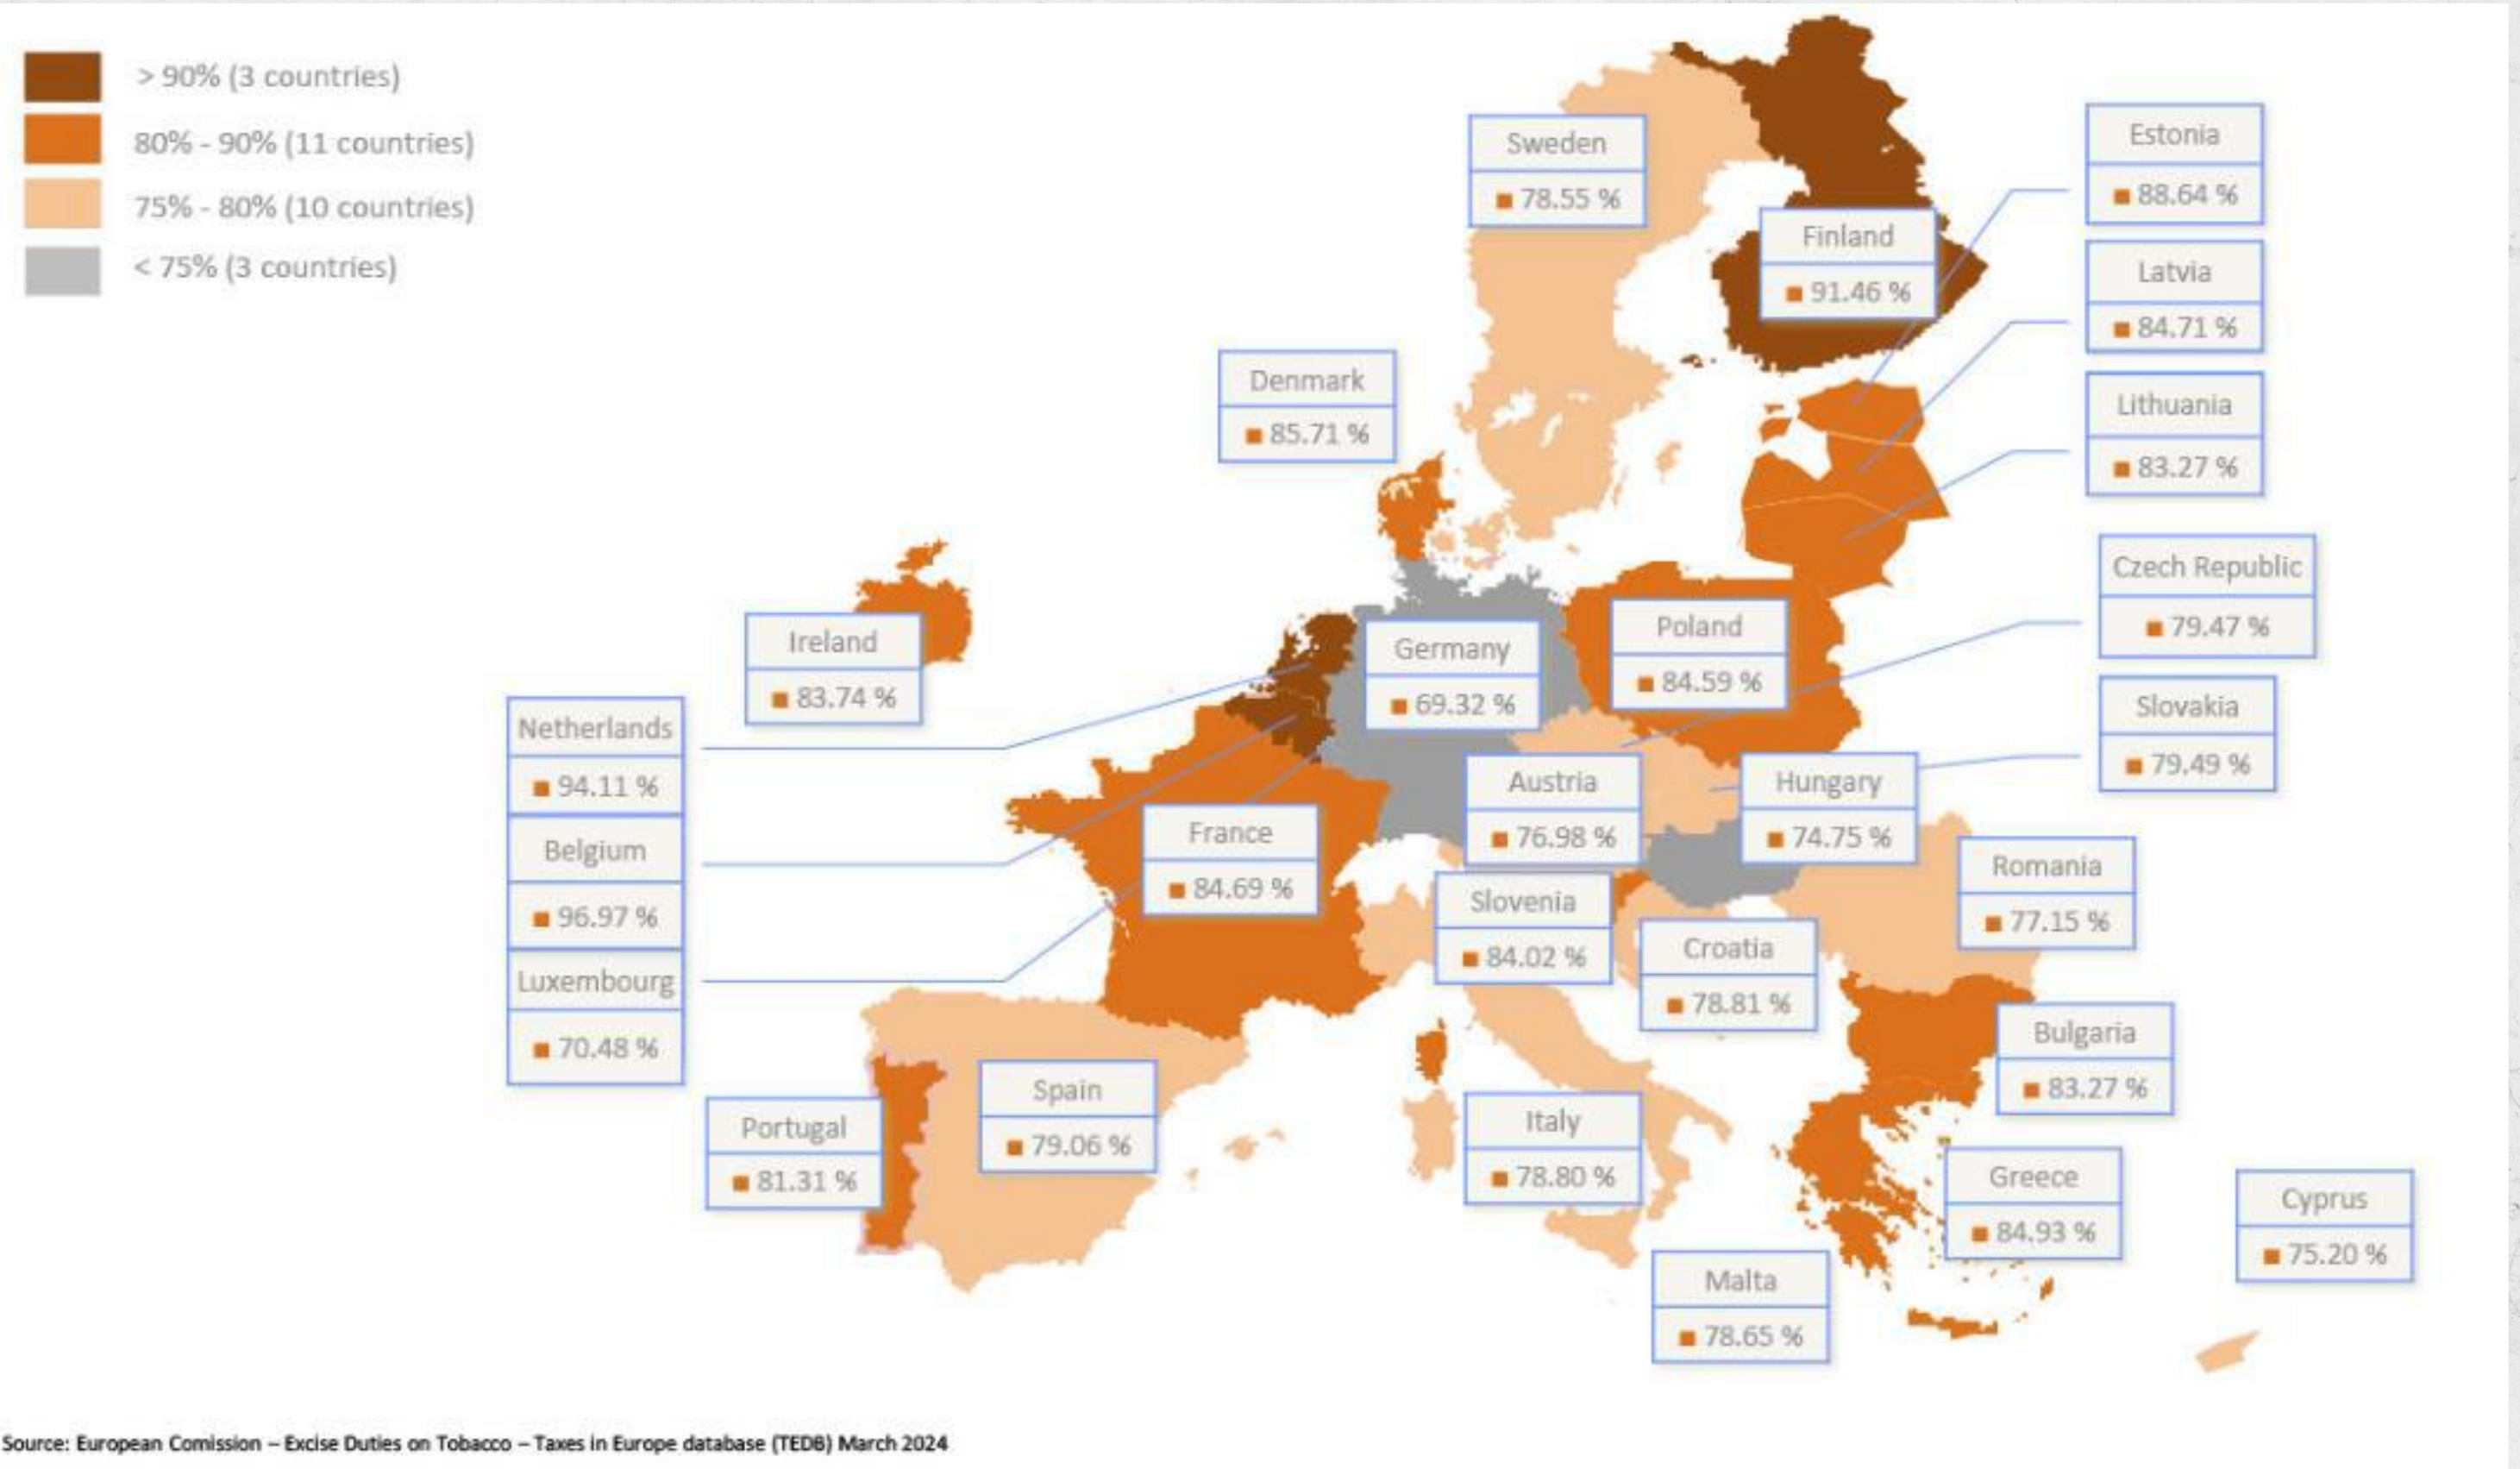 > 90% (3 countries)
80% - 90% (11 countries)
75% - 80% (10 countries)
< 75% (3 countries)
Sweden
78.55 %
Finland
91.46 %
Estonia
88.64 %
Latvia
84.71 %
Lithuania
83.27 %
Denmark
85.71 %
Czech Republic
79.47 %
Ireland
83.74 %
Germany
69.32 %
Poland
84.59 %
Slovakia
79.49 %
Netherlands
94.11 %
Belgium
96.97 %
Luxembourg
70.48 %
France
84.69 %
Austria
76.98 %
Hungary
74.75 %
Romania
77.15 %
Slovenia
84.02 %
Croatia
78.81 %
Bulgaria
83.27 %
Portugal
81.31 %
Spain
79.06 %
Italy
78.80 %
Greece
84.93 %
Cyprus
75.20 %
Malta
78.65 %
Source: European Comission – Excise Duties on Tobacco – Taxes in Europe database (TEDB) March 2024